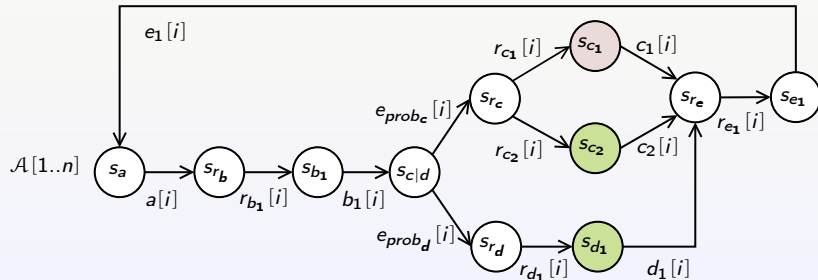 e₁[i]
r_c₁[i] s_c₁ c₁[i]
e_prob_c[i] s_r_c s_r_e r_e₁[i] s_e₁
r_c₂[i] s_c₂ c₂[i]
𝒜[1..n] s_a a[i] s_r_b r_b₁[i] s_b₁ b₁[i] s_c|d
e_prob_d[i] s_r_d r_d₁[i] s_d₁ d₁[i]